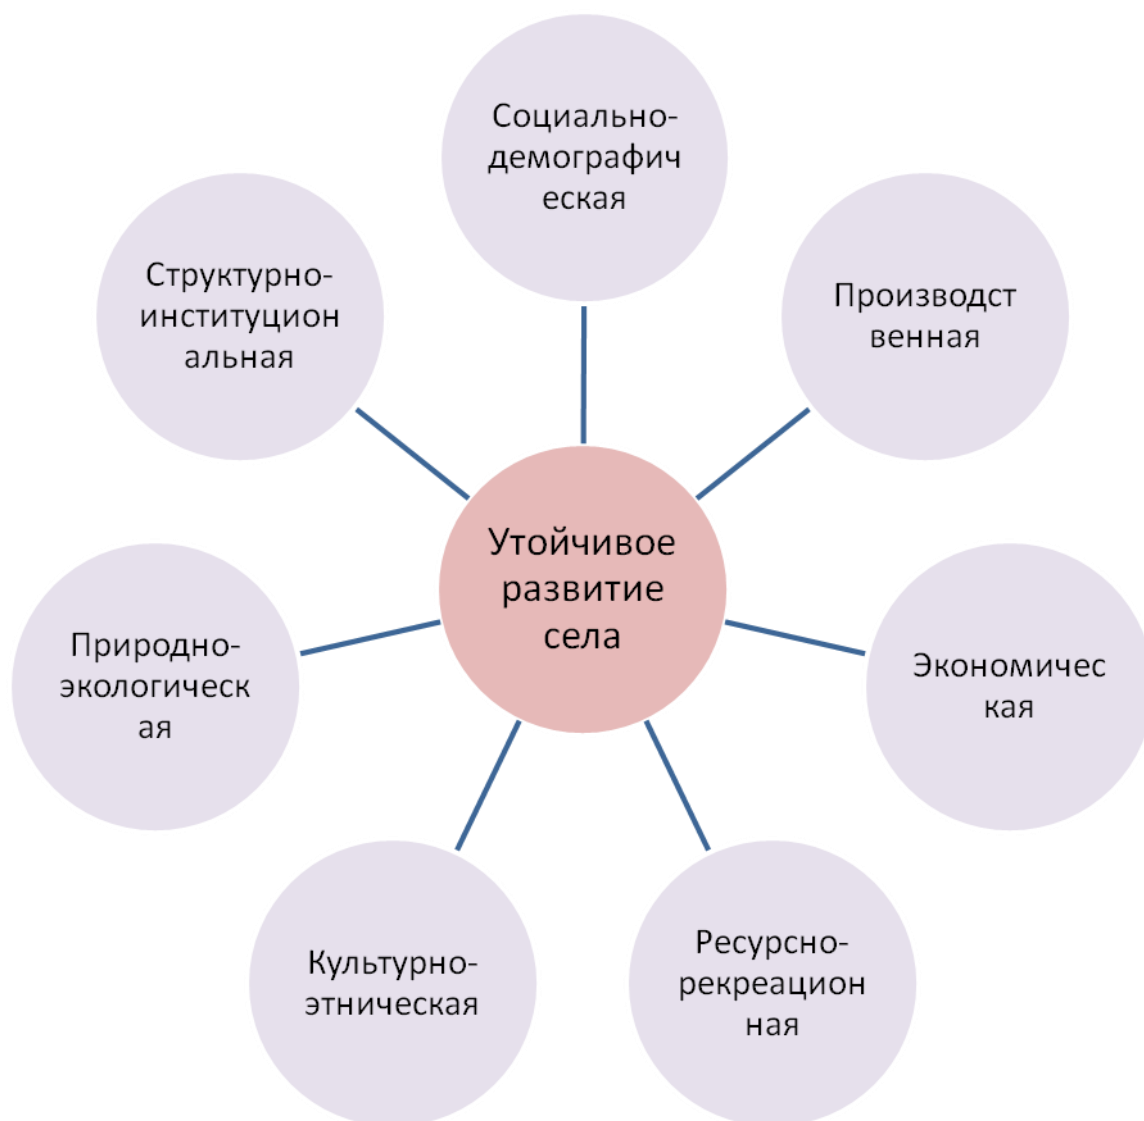 Социально-
демографич
еская
Производст
венная
Экономичес
кая
Ресурсно-
рекреацион
ная
Культурно-
этническая
Природно-
экологическ
ая
Структурно-
институцион
альная
Утойчивое
развитие
села